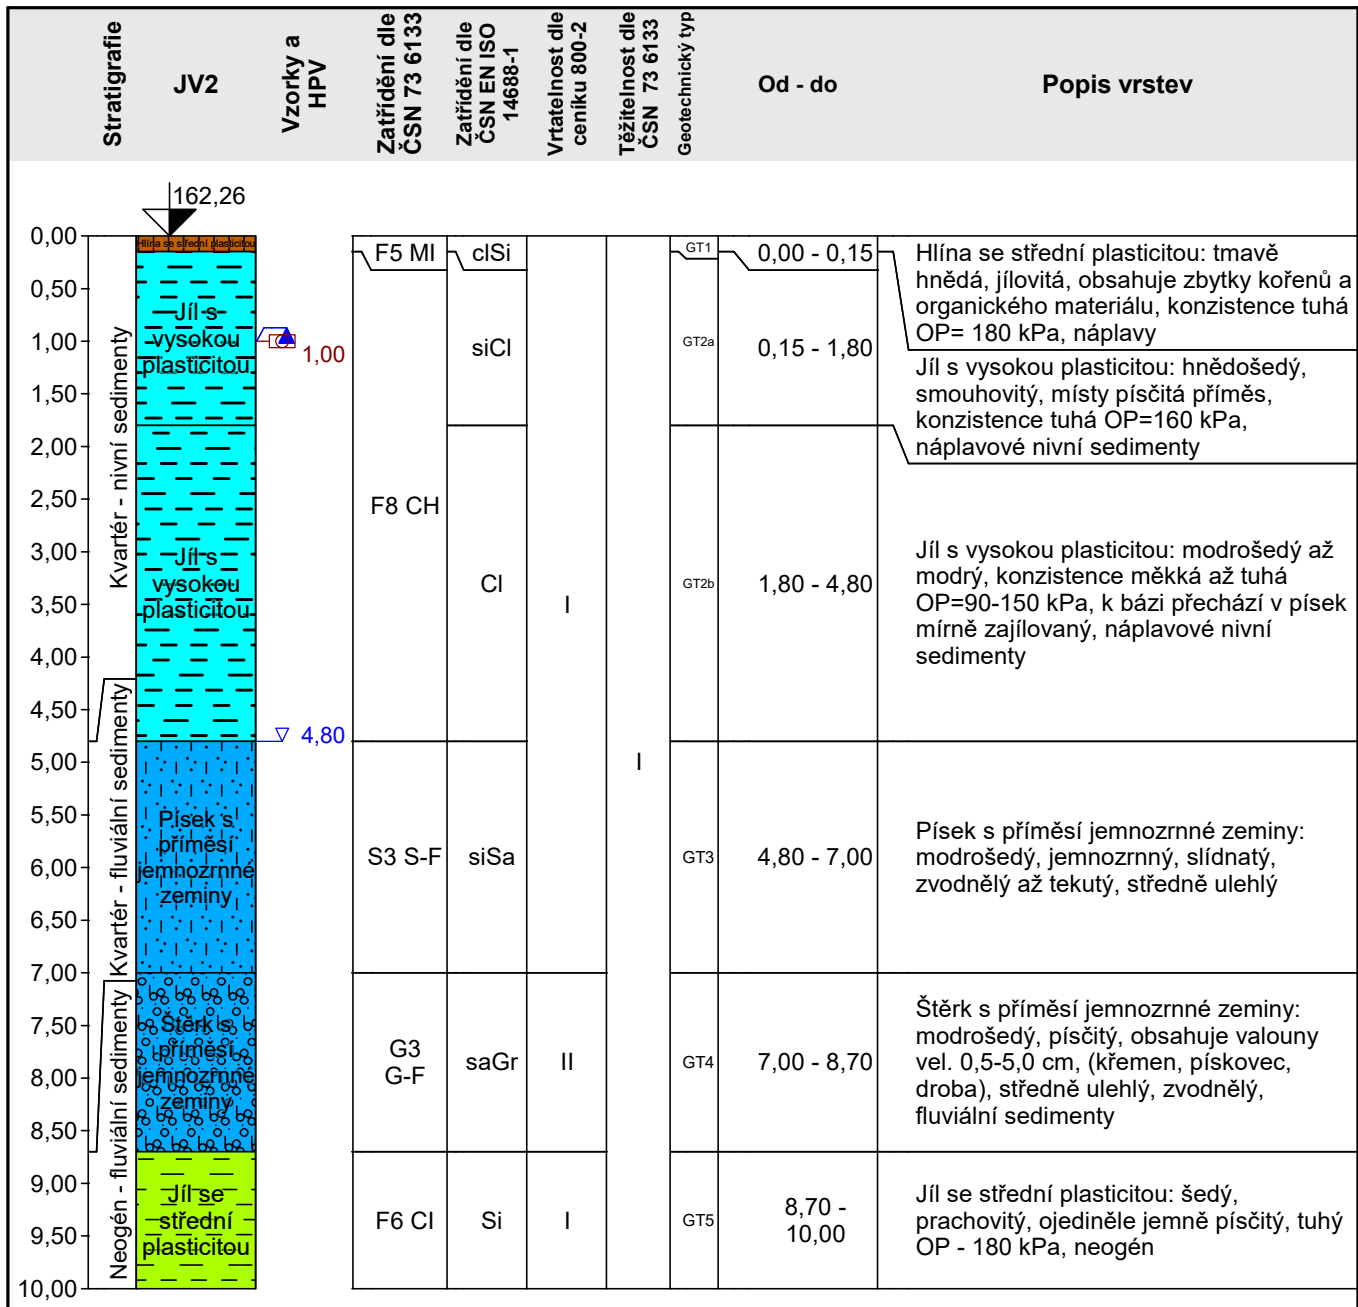 Stratigrafie
JV2
Vzorky a
HPV
Zatřídění dle
ČSN 73 6133
Zatřídění dle
ČSN EN ISO
14688-1
Vrtatelnost dle
ceníku 800-2
Těžitelnost dle
ČSN 73 6133
Geotechnický typ
Od - do
Popis vrstev
162,26
0,00
0,50
1,00
1,50
2,00
2,50
3,00
3,50
4,00
4,50
5,00
5,50
6,00
6,50
7,00
7,50
8,00
8,50
9,00
9,50
10,00
Kvartér - nivní sedimenty
Kvartér - fluviální sedimenty
Neogén - fluviální sedimenty
Hlína se střední plasticitou
Jíl s
vysokou
plasticitou
Jíl s
vysokou
plasticitou
Písek s
příměsí
jemnozrnné
zeminy
Štěrk s
příměsí
jemnozrnné
zeminy
Jíl se
střední
plasticitou
1,00
4,80
F5 MI
F8 CH
S3 S-F
G3
G-F
F6 CI
clSi
siCl
Cl
siSa
saGr
Si
I
II
I
I
GT1
GT2a
GT2b
GT3
GT4
GT5
0,00 - 0,15
0,15 - 1,80
1,80 - 4,80
4,80 - 7,00
7,00 - 8,70
8,70 -
10,00
Hlína se střední plasticitou: tmavě
hnědá, jílovitá, obsahuje zbytky kořenů a
organického materiálu, konzistence tuhá
OP= 180 kPa, náplavy
Jíl s vysokou plasticitou: hnědošedý,
smouhovitý, místy písčitá příměs,
konzistence tuhá OP=160 kPa,
náplavové nivní sedimenty
Jíl s vysokou plasticitou: modrošedý až
modrý, konzistence měkká až tuhá
OP=90-150 kPa, k bázi přechází v písek
mírně zajílovaný, náplavové nivní
sedimenty
Písek s příměsí jemnozrnné zeminy:
modrošedý, jemnozrnný, slídnatý,
zvodnělý až tekutý, středně ulehlý
Štěrk s příměsí jemnozrnné zeminy:
modrošedý, písčitý, obsahuje valouny
vel. 0,5-5,0 cm, (křemen, pískovec,
droba), středně ulehlý, zvodnělý,
fluviální sedimenty
Jíl se střední plasticitou: šedý,
prachovitý, ojediněle jemně písčitý, tuhý
OP - 180 kPa, neogén